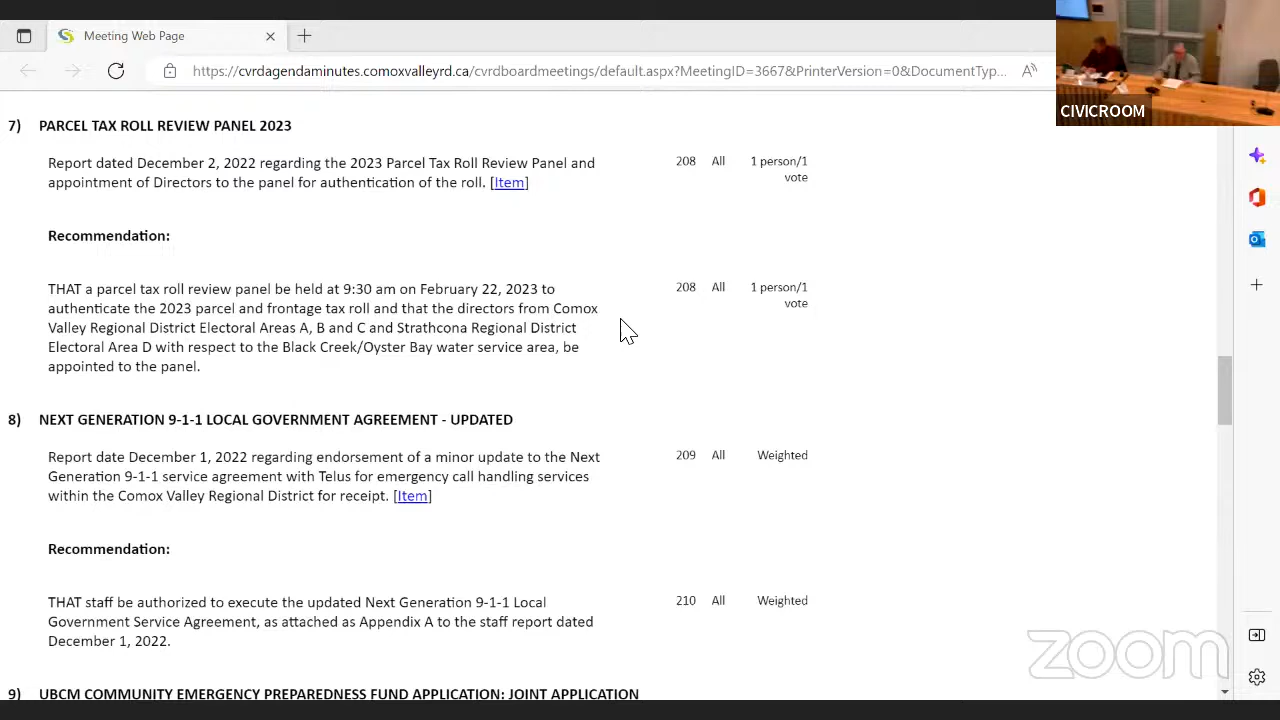 Meeting Web Page
https://cvrdagendaminutes.comoxvalleyrd.ca/cvrdboardmeetings/default.aspx?MeetingID=3667&PrinterVersion=0&DocumentTyp...
CIVICROOM
7) PARCEL TAX ROLL REVIEW PANEL 2023
Report dated December 2, 2022 regarding the 2023 Parcel Tax Roll Review Panel and 208 All 1 person/1
appointment of Directors to the panel for authentication of the roll. [Item] vote
Recommendation:
THAT a parcel tax roll review panel be held at 9:30 am on February 22, 2023 to 208 All 1 person/1
authenticate the 2023 parcel and frontage tax roll and that the directors from Comox vote
Valley Regional District Electoral Areas A, B and C and Strathcona Regional District
Electoral Area D with respect to the Black Creek/Oyster Bay water service area, be
appointed to the panel.
8) NEXT GENERATION 9-1-1 LOCAL GOVERNMENT AGREEMENT - UPDATED
Report date December 1, 2022 regarding endorsement of a minor update to the Next 209 All Weighted
Generation 9-1-1 service agreement with Telus for emergency call handling services
within the Comox Valley Regional District for receipt. [Item]
Recommendation:
THAT staff be authorized to execute the updated Next Generation 9-1-1 Local 210 All Weighted
Government Service Agreement, as attached as Appendix A to the staff report dated
December 1, 2022.
zoom
9) UBCM COMMUNITY EMERGENCY PREPAREDNESS FUND APPLICATION: JOINT APPLICATION